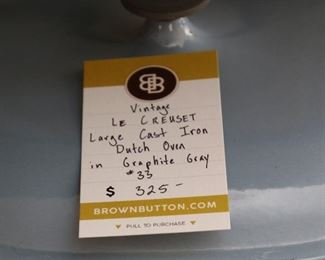 BB
Vintage
LE CREUSET
Large Cast Iron
Dutch Oven
in Graphite Gray
#33
$ 325-
BROWNBUTTON.COM
PULL TO PURCHASE